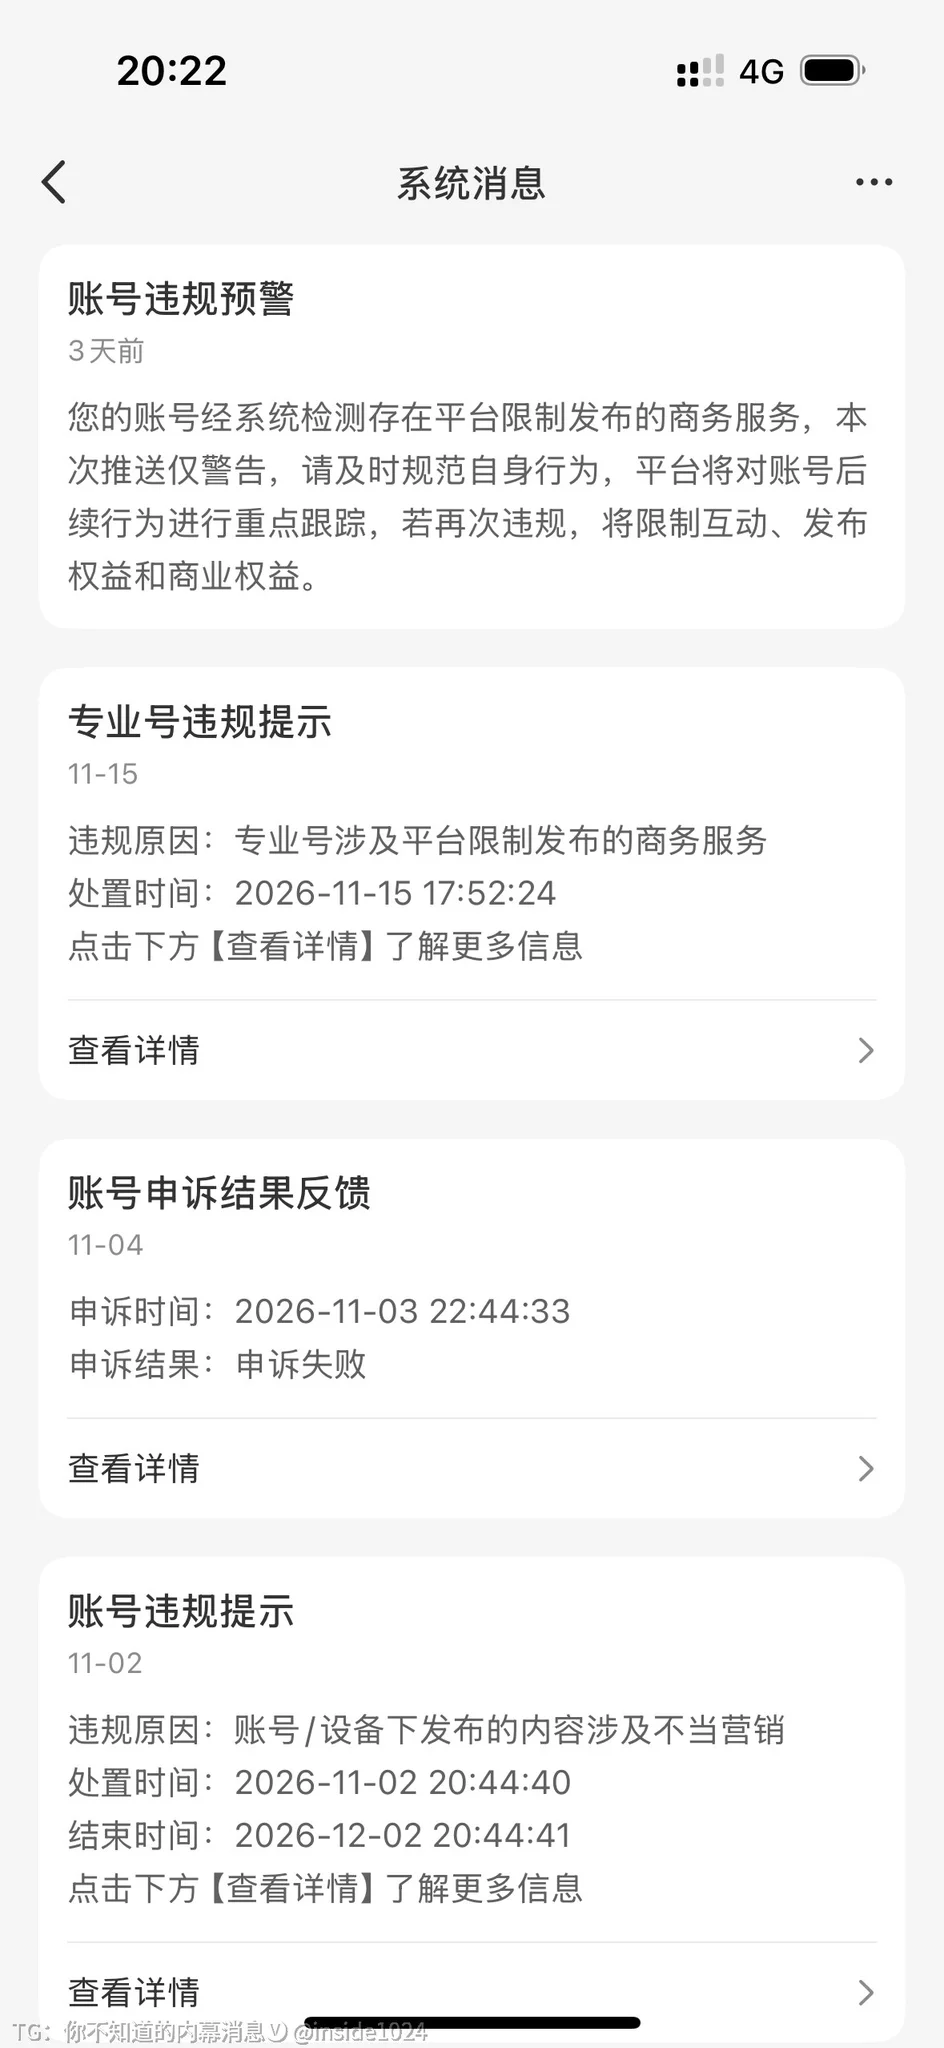 20:22
4G
系统消息
账号违规预警
3天前
您的账号经系统检测存在平台限制发布的商务服务，本
次推送仅警告，请及时规范自身行为，平台将对账号后
续行为进行重点跟踪，若再次违规，将限制互动、发布
权益和商业权益。
专业号违规提示
11-15
违规原因：专业号涉及平台限制发布的商务服务
处置时间：2026-11-15 17:52:24
点击下方【查看详情】了解更多信息
查看详情
账号申诉结果反馈
11-04
申诉时间：2026-11-03 22:44:33
申诉结果：申诉失败
查看详情
账号违规提示
11-02
违规原因：账号/设备下发布的内容涉及不当营销
处置时间：2026-11-02 20:44:40
结束时间：2026-12-02 20:44:41
点击下方【查看详情】了解更多信息
查看详情
TG：你不知道的内幕消息Ⓥ @inside1024